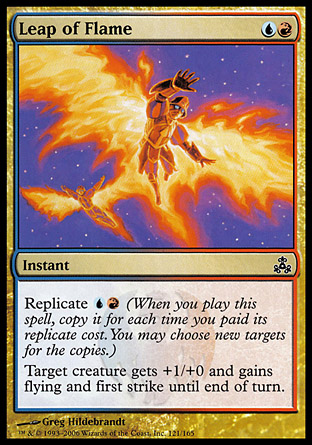 Leap of Flame
Instant
Replicate (When you play this
spell, copy it for each time you paid its
replicate cost. You may choose new targets
for the copies.)
Target creature gets +1/+0 and gains
flying and first strike until end of turn.
Greg Hildebrandt
™ & © 1993–2006 Wizards of the Coast, Inc. 121/165